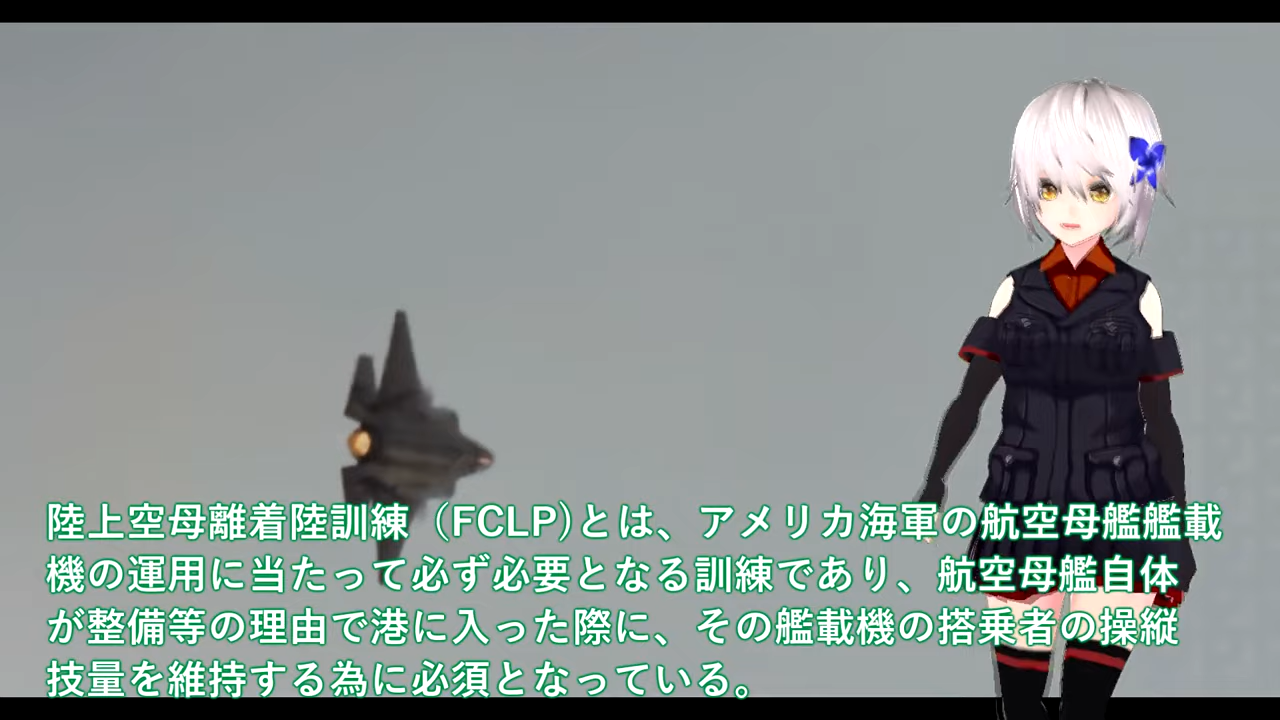 陸上空母離着陸訓練（FCLP)とは、アメリカ海軍の航空母艦艦載
機の運用に当たって必ず必要となる訓練であり、航空母艦自体
が整備等の理由で港に入った際に、その艦載機の搭乗者の操縦
技量を維持する為に必須となっている。